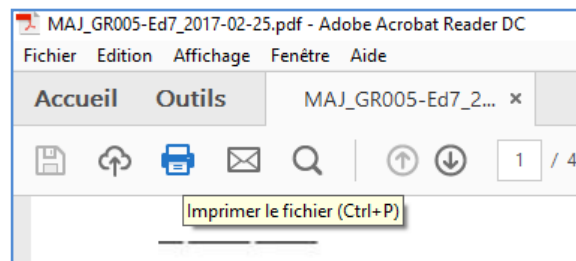 MAJ_GR005-Ed7_2017-02-25.pdf - Adobe Acrobat Reader DC
Fichier Edition Affichage Fenêtre Aide
Accueil Outils MAJ_GR005-Ed7_2... ×
1 / 4
Imprimer le fichier (Ctrl+P)